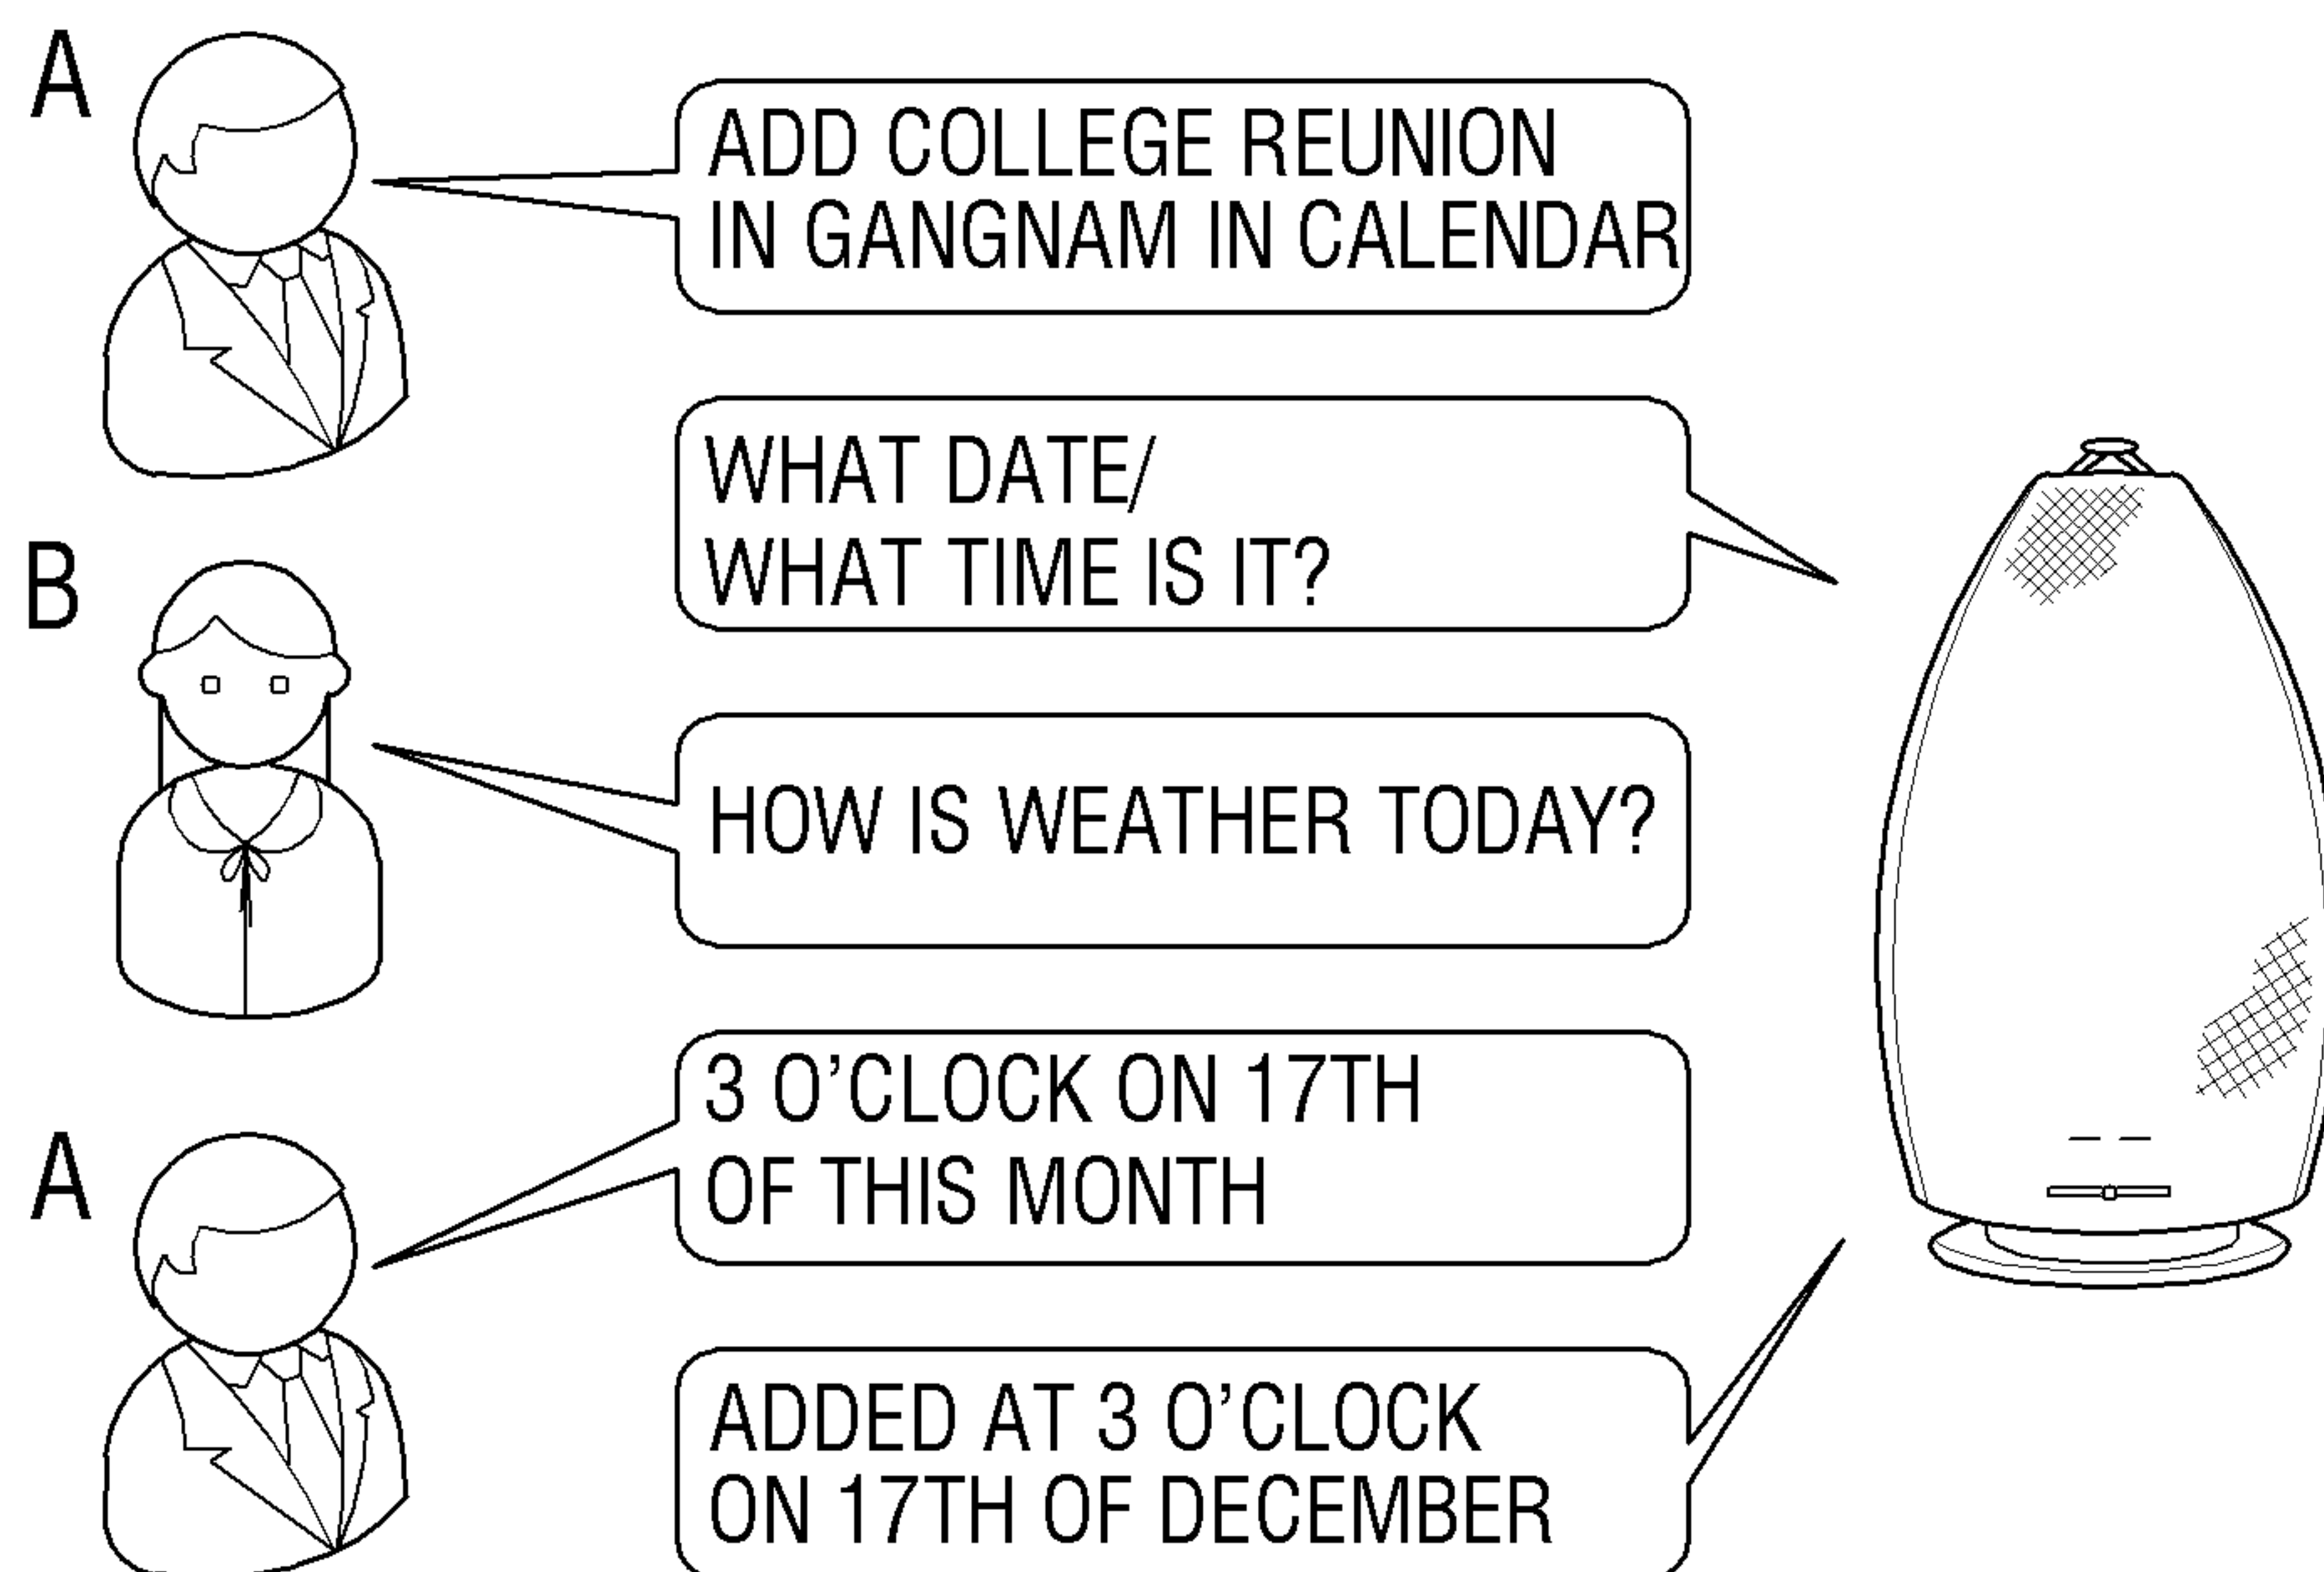 A
ADD COLLEGE REUNION
IN GANGNAM IN CALENDAR
WHAT DATE/
WHAT TIME IS IT?
B
HOW IS WEATHER TODAY?
A
3 O’CLOCK ON 17TH
OF THIS MONTH
ADDED AT 3 O’CLOCK
ON 17TH OF DECEMBER